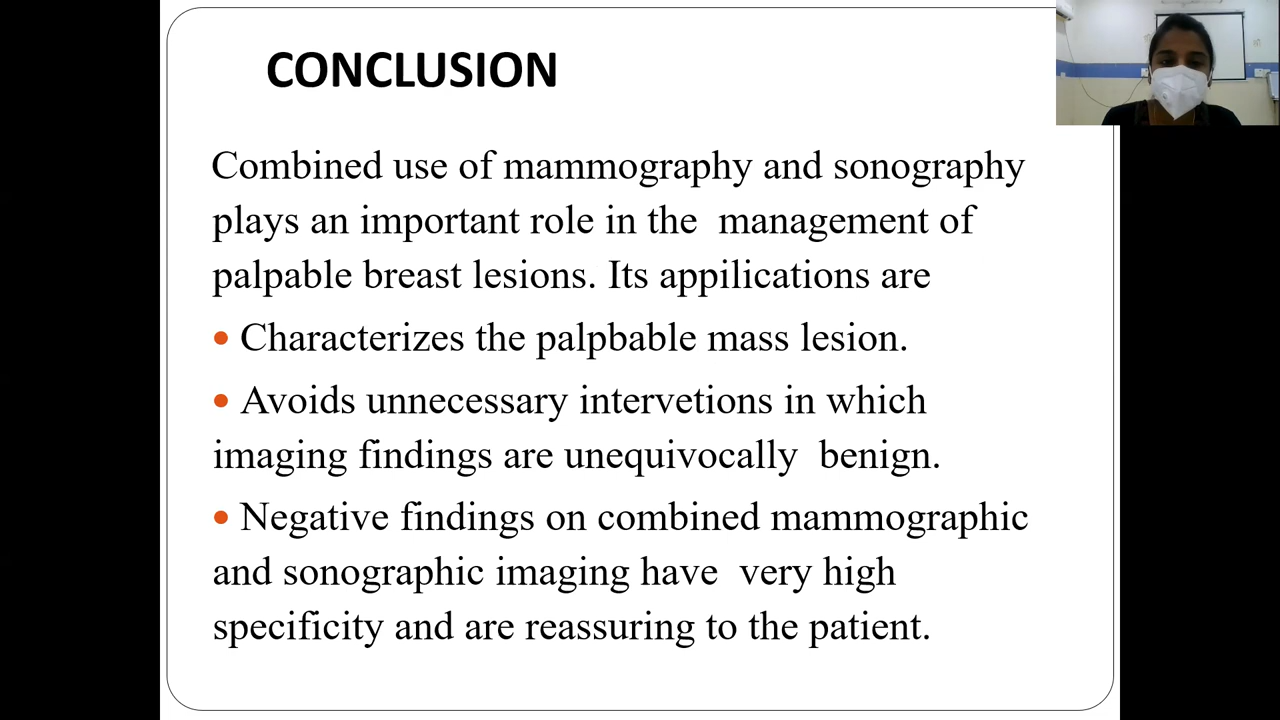 CONCLUSION
Combined use of mammography and sonography
plays an important role in the management of
palpable breast lesions. Its appilications are
• Characterizes the palpbable mass lesion.
• Avoids unnecessary intervetions in which
imaging findings are unequivocally benign.
• Negative findings on combined mammographic
and sonographic imaging have very high
specificity and are reassuring to the patient.